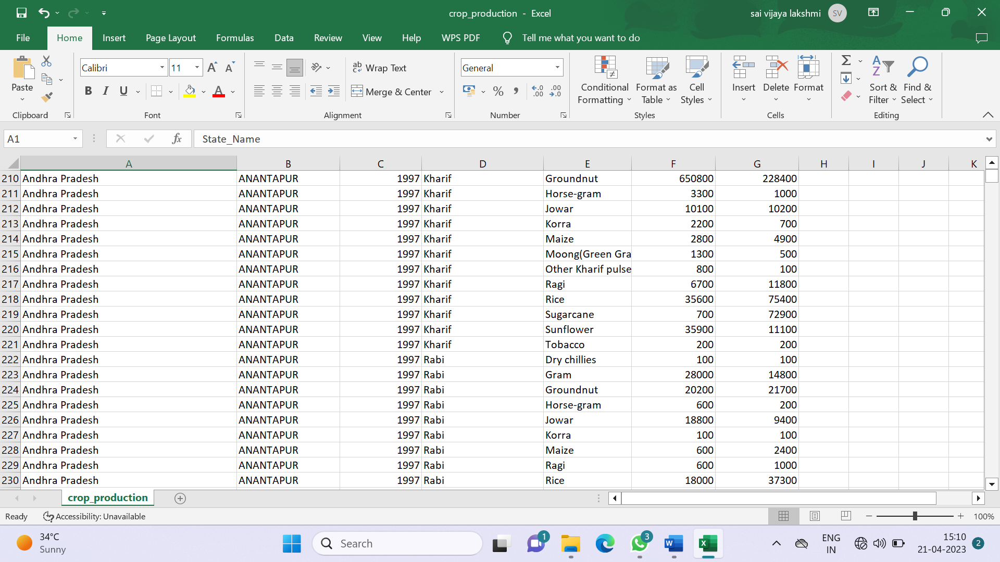 crop_production - Excel
sai vijaya lakshmi SV
File Home Insert Page Layout Formulas Data Review View Help WPS PDF Tell me what you want to do
Calibri 11 Wrap Text General
Paste Merge & Center % Conditional Formatting Format as Table Cell Styles Insert Delete Format Sort & Filter Find & Select
Clipboard Font Alignment Number Styles Cells Editing
A1 fx State_Name
A B C D E F G H I J K
210 Andhra Pradesh ANANTAPUR 1997 Kharif Groundnut 650800 228400
211 Andhra Pradesh ANANTAPUR 1997 Kharif Horse-gram 3300 1000
212 Andhra Pradesh ANANTAPUR 1997 Kharif Jowar 10100 10200
213 Andhra Pradesh ANANTAPUR 1997 Kharif Korra 2200 700
214 Andhra Pradesh ANANTAPUR 1997 Kharif Maize 2800 4900
215 Andhra Pradesh ANANTAPUR 1997 Kharif Moong(Green Gra 1300 500
216 Andhra Pradesh ANANTAPUR 1997 Kharif Other Kharif pulse 800 100
217 Andhra Pradesh ANANTAPUR 1997 Kharif Ragi 6700 11800
218 Andhra Pradesh ANANTAPUR 1997 Kharif Rice 35600 75400
219 Andhra Pradesh ANANTAPUR 1997 Kharif Sugarcane 700 72900
220 Andhra Pradesh ANANTAPUR 1997 Kharif Sunflower 35900 11100
221 Andhra Pradesh ANANTAPUR 1997 Kharif Tobacco 200 200
222 Andhra Pradesh ANANTAPUR 1997 Rabi Dry chillies 100 100
223 Andhra Pradesh ANANTAPUR 1997 Rabi Gram 28000 14800
224 Andhra Pradesh ANANTAPUR 1997 Rabi Groundnut 20200 21700
225 Andhra Pradesh ANANTAPUR 1997 Rabi Horse-gram 600 200
226 Andhra Pradesh ANANTAPUR 1997 Rabi Jowar 18800 9400
227 Andhra Pradesh ANANTAPUR 1997 Rabi Korra 100 100
228 Andhra Pradesh ANANTAPUR 1997 Rabi Maize 600 2400
229 Andhra Pradesh ANANTAPUR 1997 Rabi Ragi 600 1000
230 Andhra Pradesh ANANTAPUR 1997 Rabi Rice 18000 37300
crop_production
Ready Accessibility: Unavailable 100%
34°C
Sunny
Search
1
3
ENG
IN
15:10
21-04-2023
2